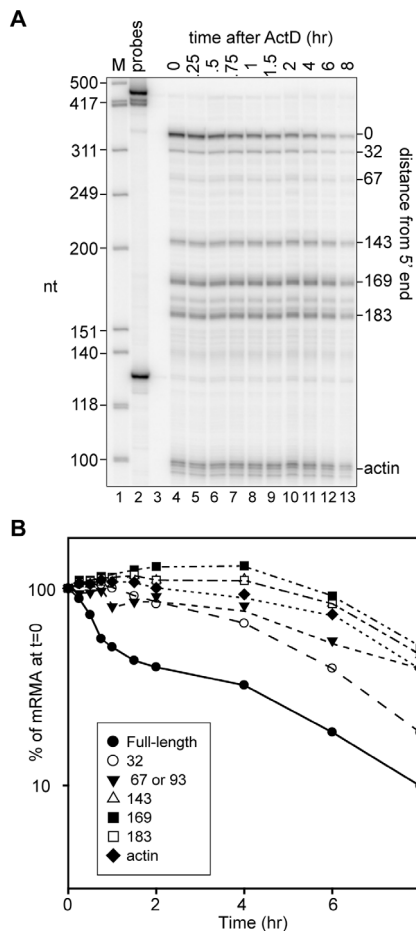 A
time after ActD (hr)
M
probes
0
.25
.5
.75
1
1.5
2
4
6
8
500
417
311
249
200
151
140
118
100
nt
0
32
67
143
169
183
actin
distance from 5' end
1 2 3 4 5 6 7 8 9 10 11 12 13
B
% of mRMA at t=0
100
10
Full-length
32
67 or 93
143
169
183
actin
0 2 4 6
Time (hr)